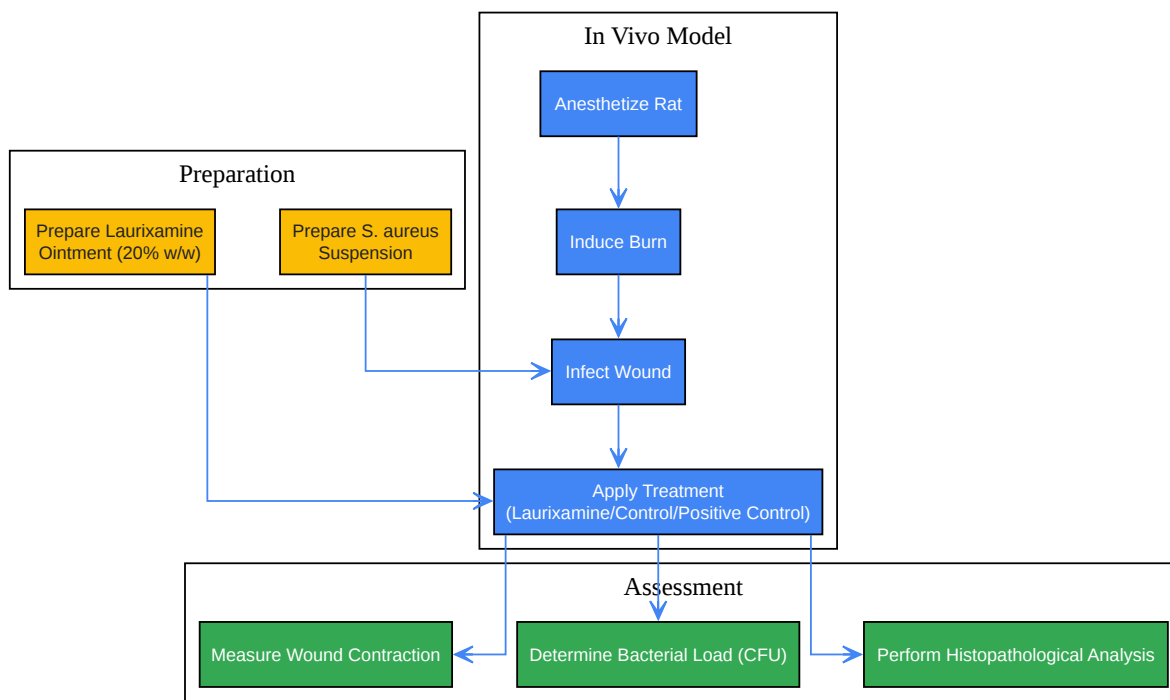 In Vivo Model
Anesthetize Rat
Preparation
Prepare Laurixamine
Ointment (20% w/w)
Prepare S. aureus
Suspension
Induce Burn
Infect Wound
Apply Treatment
(Laurixamine/Control/Positive Control)
Assessment
Measure Wound Contraction
Determine Bacterial Load (CFU)
Perform Histopathological Analysis